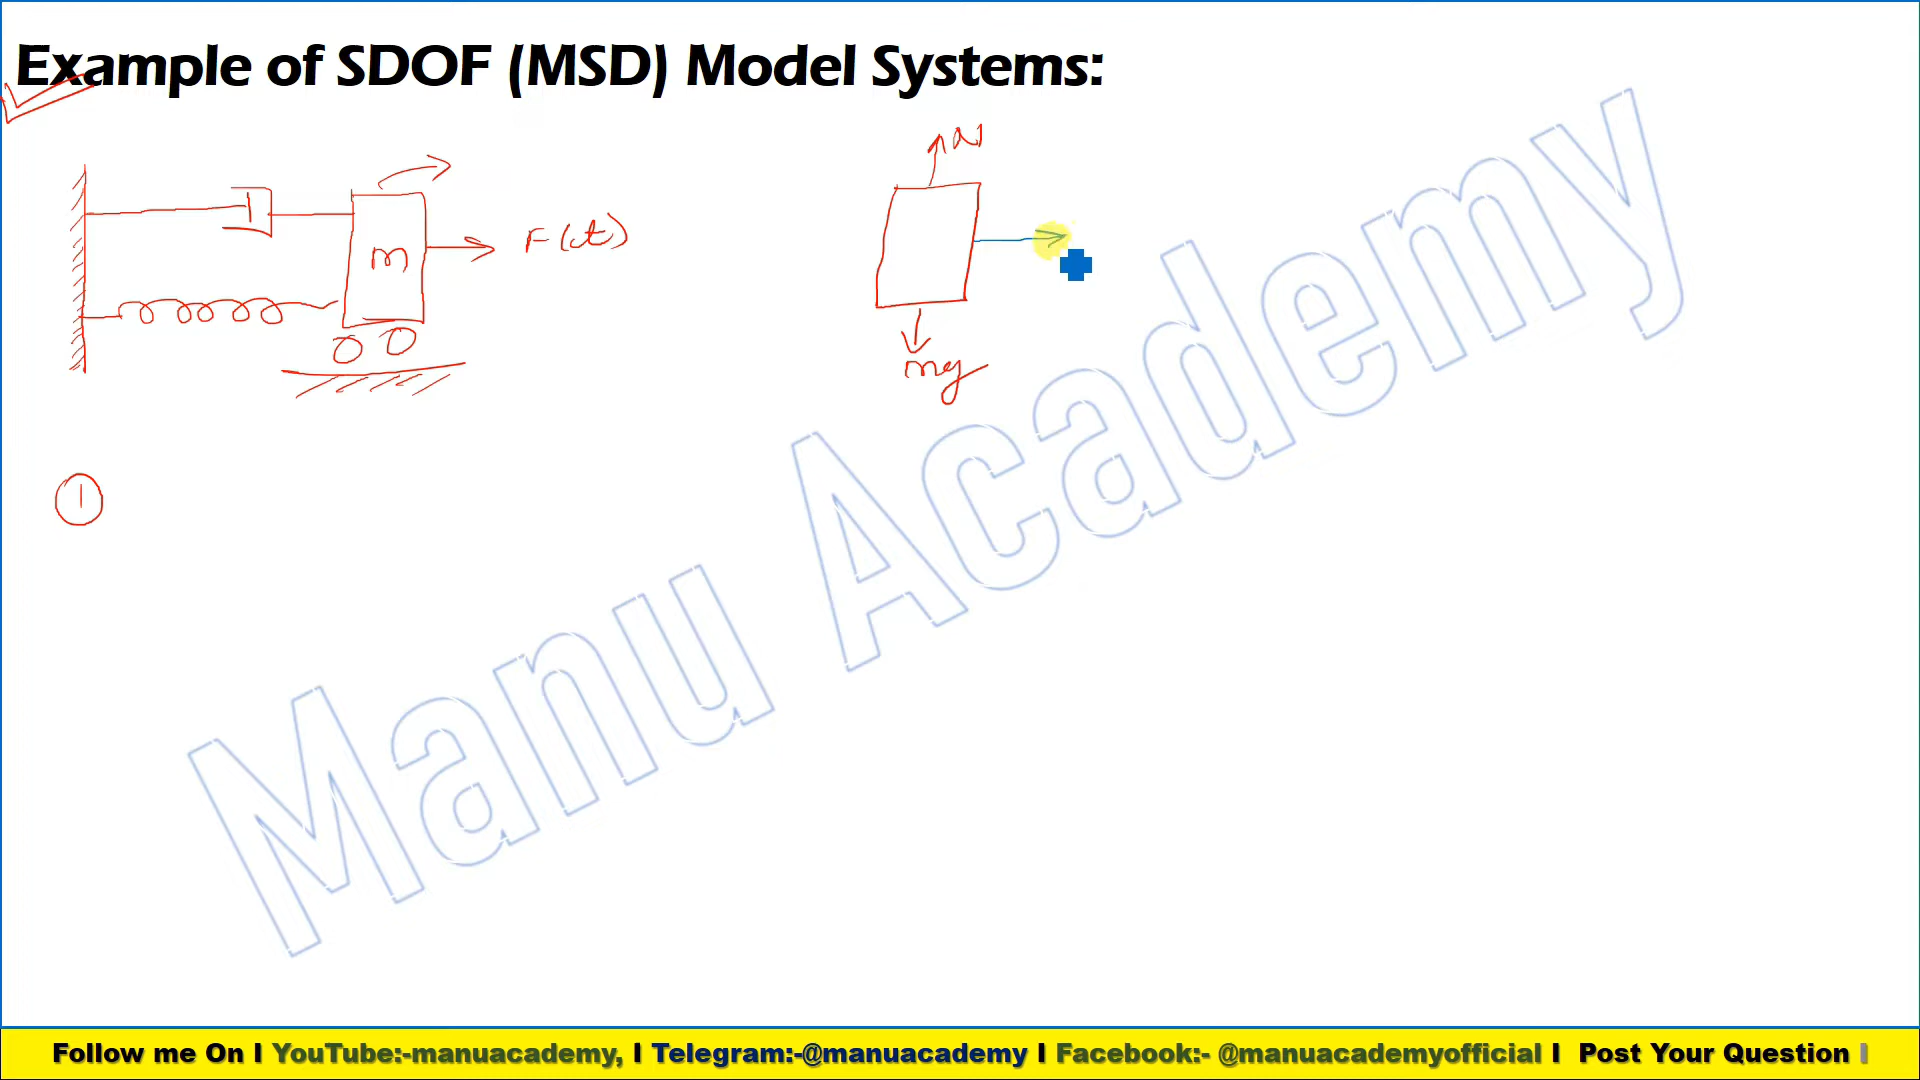 Example of SDOF (MSD) Model Systems:
N
m
F(t)
mg
1
Manu Academy
Follow me On I YouTube:-manuacademy, I Telegram:-@manuacademy I Facebook:- @manuacademyofficial I Post Your Question I